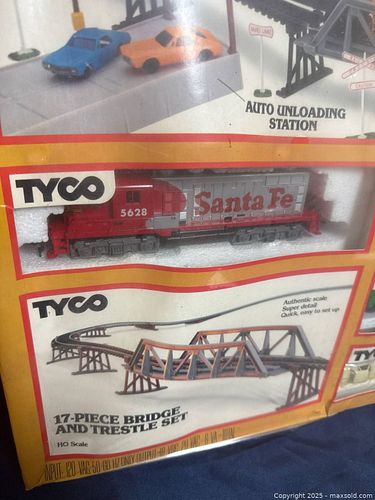 AUTO UNLOADING
STATION
TYCO
5628
Santa Fe
TYCO
Authentic scale
Super detail
Quick, easy to set up
17-PIECE BRIDGE
AND TRESTLE SET
HO Scale
TY
Copyright 2025 - maxsold.com